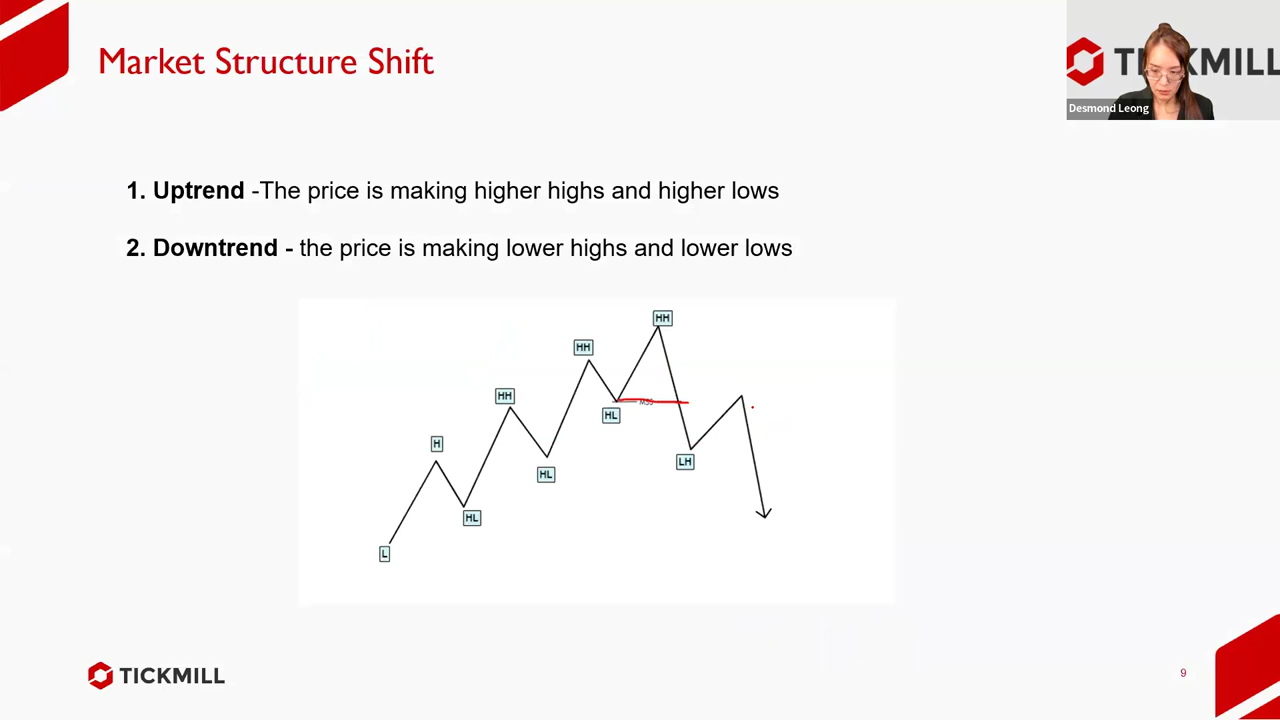 Market Structure Shift
TICKMILL
Desmond Leong
1. Uptrend -The price is making higher highs and higher lows
2. Downtrend - the price is making lower highs and lower lows
HH
HH
HH
MSS
HL
H
LH
HL
HL
L
TICKMILL
9